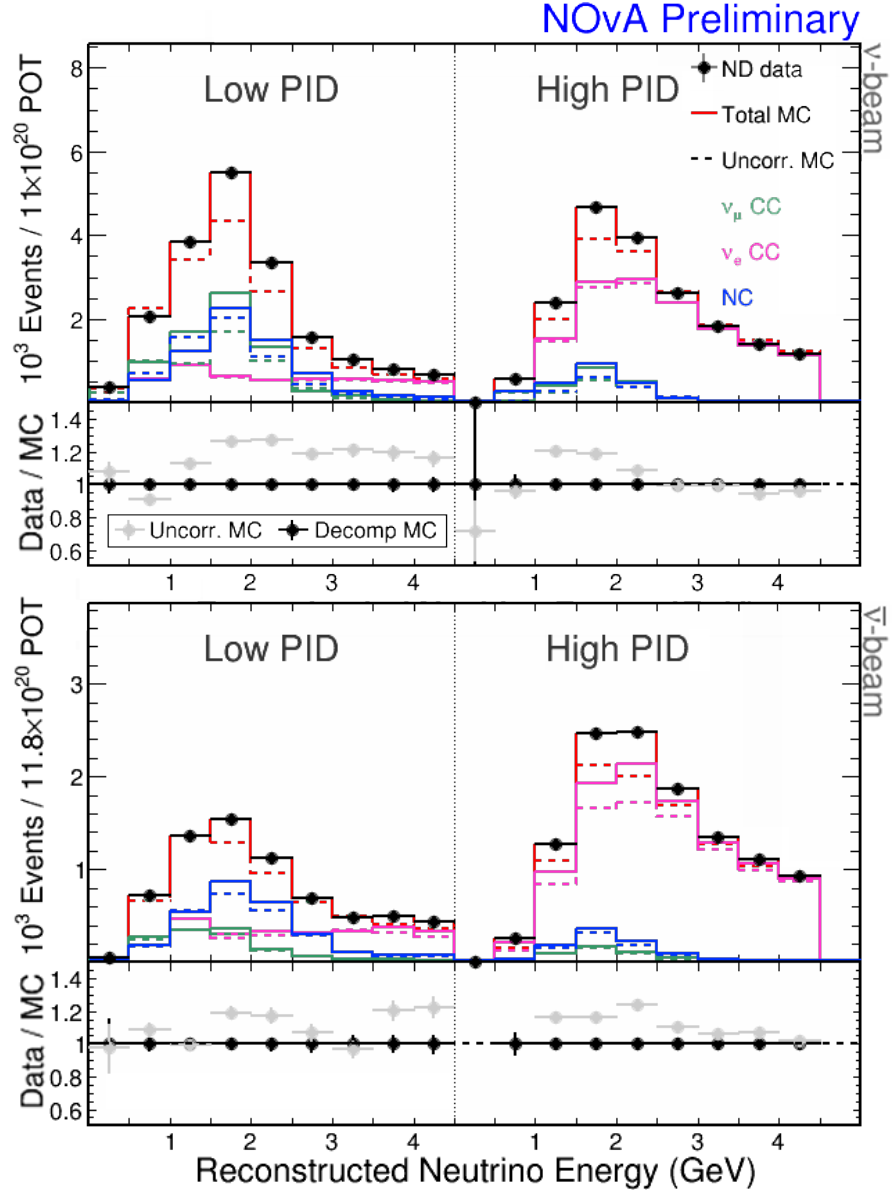 NOvA Preliminary
ν-beam
Low PID
High PID
ND data
Total MC
Uncorr. MC
νμ CC
νe CC
NC
10³ Events / 11×10²⁰ POT
8
6
4
2
Data / MC
1.4
1.2
1
0.8
0.6
Uncorr. MC
Decomp MC
1 2 3 4 1 2 3 4
ν̅-beam
Low PID
High PID
10³ Events / 11.8×10²⁰ POT
3
2
1
Data / MC
1.4
1.2
1
0.8
0.6
1 2 3 4 1 2 3 4
Reconstructed Neutrino Energy (GeV)